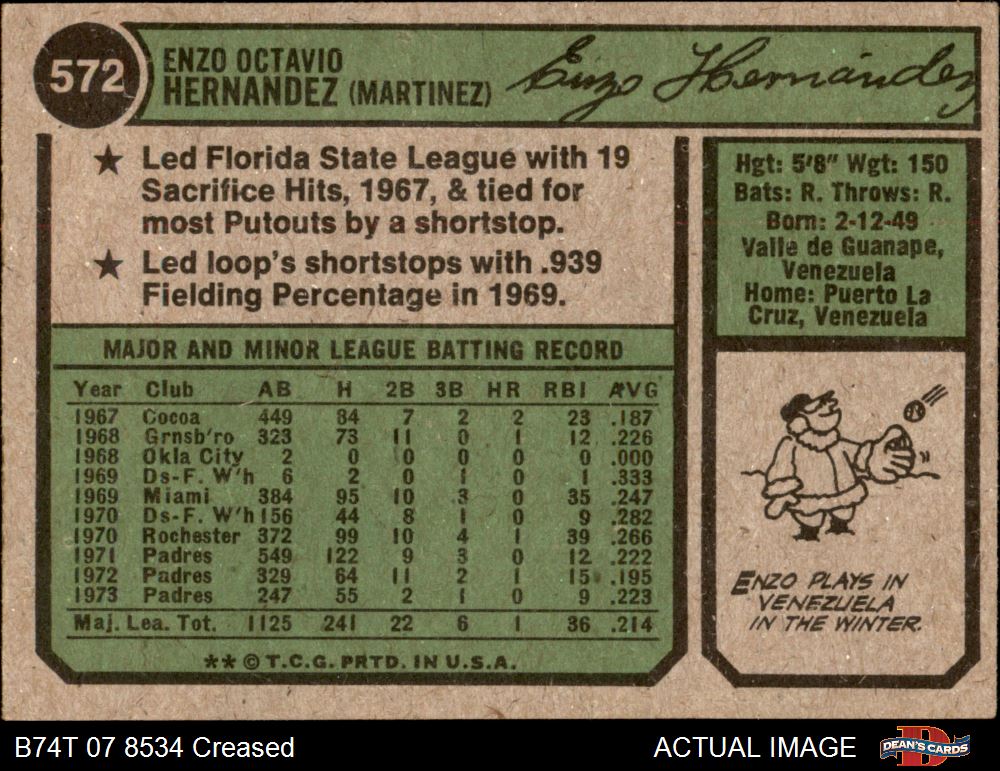 572
ENZO OCTAVIO
HERNANDEZ (MARTINEZ)
Enzo Hernández
★ Led Florida State League with 19
Sacrifice Hits, 1967, & tied for
most Putouts by a shortstop.
★ Led loop's shortstops with .939
Fielding Percentage in 1969.
Hgt: 5'8" Wgt: 150
Bats: R. Throws: R.
Born: 2-12-49
Valle de Guanape,
Venezuela
Home: Puerto La
Cruz, Venezuela
MAJOR AND MINOR LEAGUE BATTING RECORD
Year Club AB H 2B 3B HR RBI AVG
1967 Cocoa 449 84 7 2 2 23 .187
1968 Grnsb'ro 323 73 11 0 1 12 .226
1968 Okla City 2 0 0 0 0 0 .000
1969 Ds-F. W'h 6 2 0 1 0 1 .333
1969 Miami 384 95 10 3 0 35 .247
1970 Ds-F. W'h 156 44 8 1 0 9 .282
1970 Rochester 372 99 10 4 1 39 .266
1971 Padres 549 122 9 3 0 12 .222
1972 Padres 329 64 11 2 1 15 .195
1973 Padres 247 55 2 1 0 9 .223
Maj. Lea. Tot. 1125 241 22 6 1 36 .214
** © T.C.G. PRTD. IN U.S.A.
ENZO PLAYS IN
VENEZUELA
IN THE WINTER.
B74T 07 8534 Creased
ACTUAL IMAGE
DEAN'S CARDS